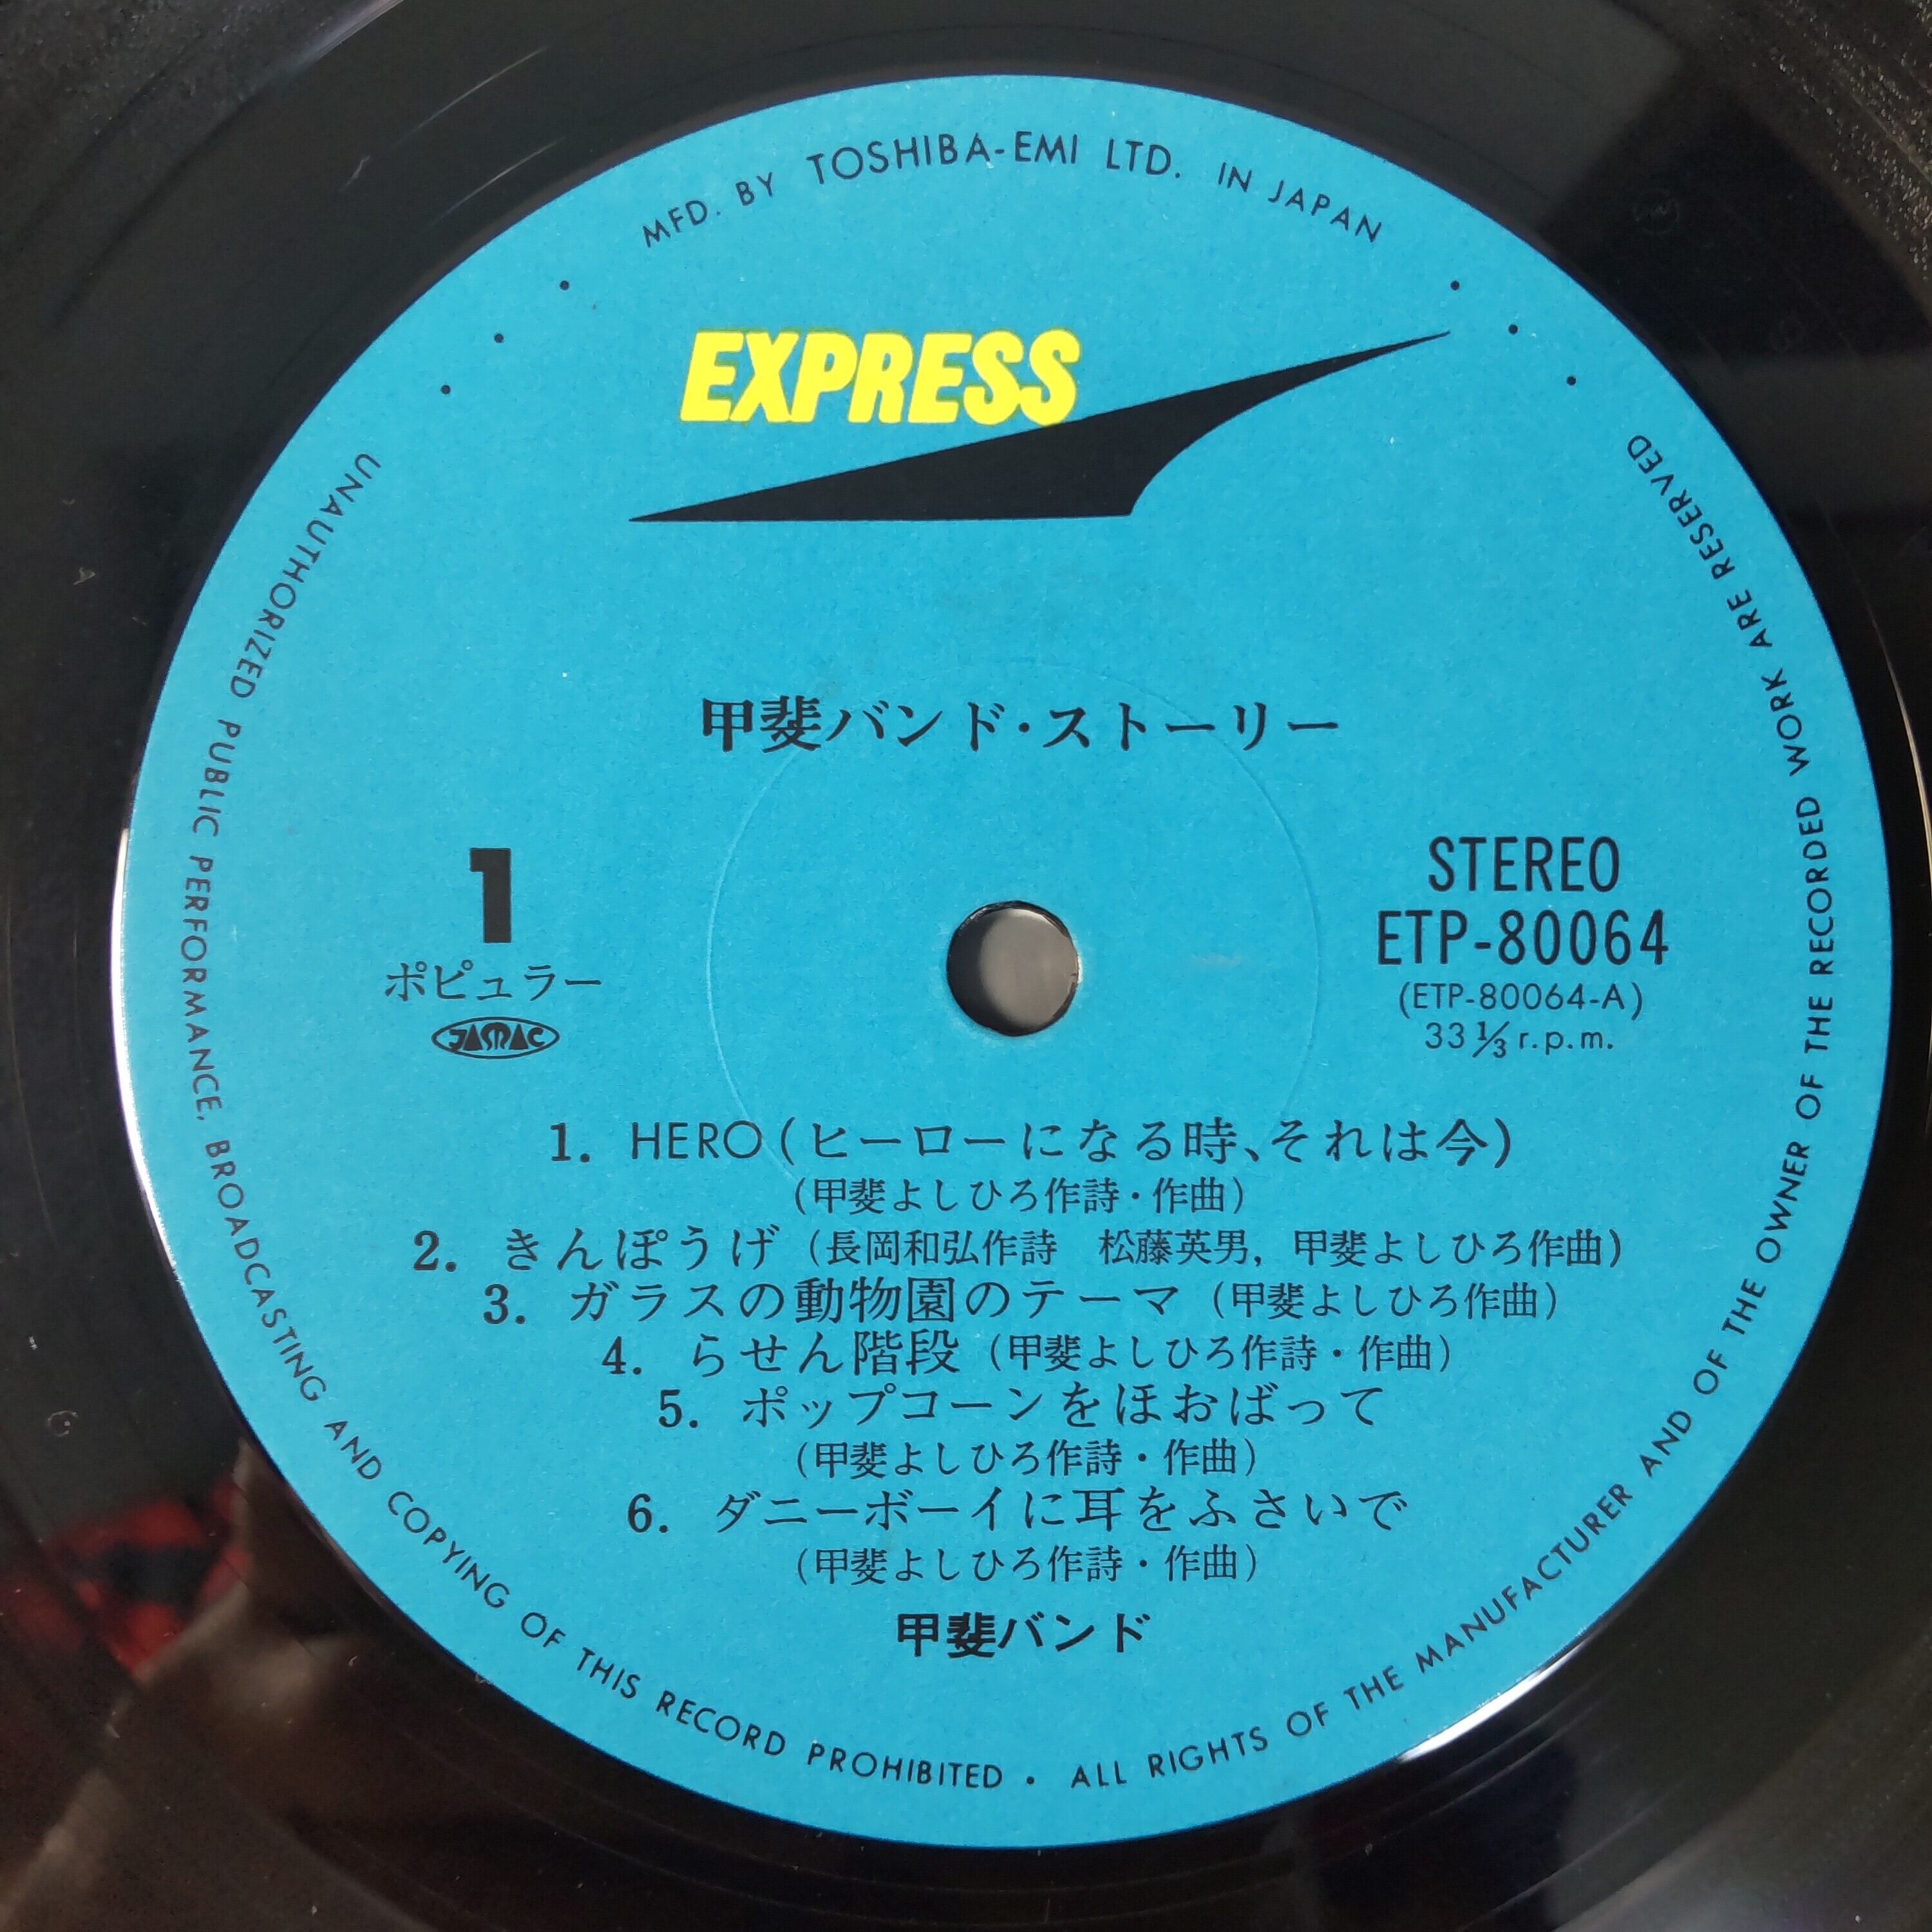 MFD. BY TOSHIBA-EMI LTD. IN JAPAN
EXPRESS
甲斐バンド·ストーリー
1
ポピュラー
JASRAC
STEREO
ETP-80064
(ETP-80064-A)
33 1/3 r.p.m.
1. HERO(ヒーローになる時、それは今)
(甲斐よしひろ作詩・作曲)
2. きんぽうげ (長岡和弘作詩 松藤英男, 甲斐よしひろ作曲)
3. ガラスの動物園のテーマ (甲斐よしひろ作曲)
4. らせん階段 (甲斐よしひろ作詩・作曲)
5. ポップコーンをほおばって
(甲斐よしひろ作詩・作曲)
6. ダニーボーイに耳をふさいで
(甲斐よしひろ作詩・作曲)
甲斐バンド
UNAUTHORIZED PUBLIC PERFORMANCE, BROADCASTING AND COPYING OF THIS RECORD PROHIBITED • ALL RIGHTS OF THE MANUFACTURER AND OF THE OWNER OF THE RECORDED WORK ARE RESERVED